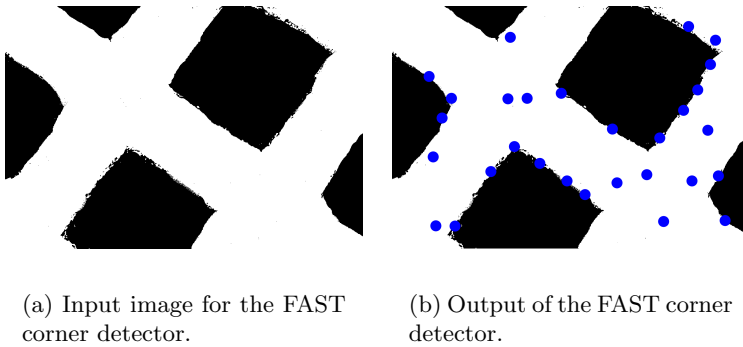 (a) Input image for the FAST
corner detector.
(b) Output of the FAST corner
detector.